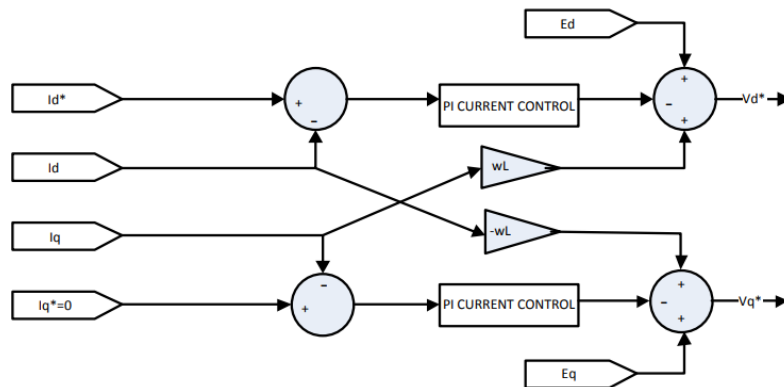 Ed
Id*
+
−
PI CURRENT CONTROL
+
−
+
Vd*
Id
wL
Iq
-wL
−
+
Iq*=0
PI CURRENT CONTROL
+
−
+
Vq*
Eq